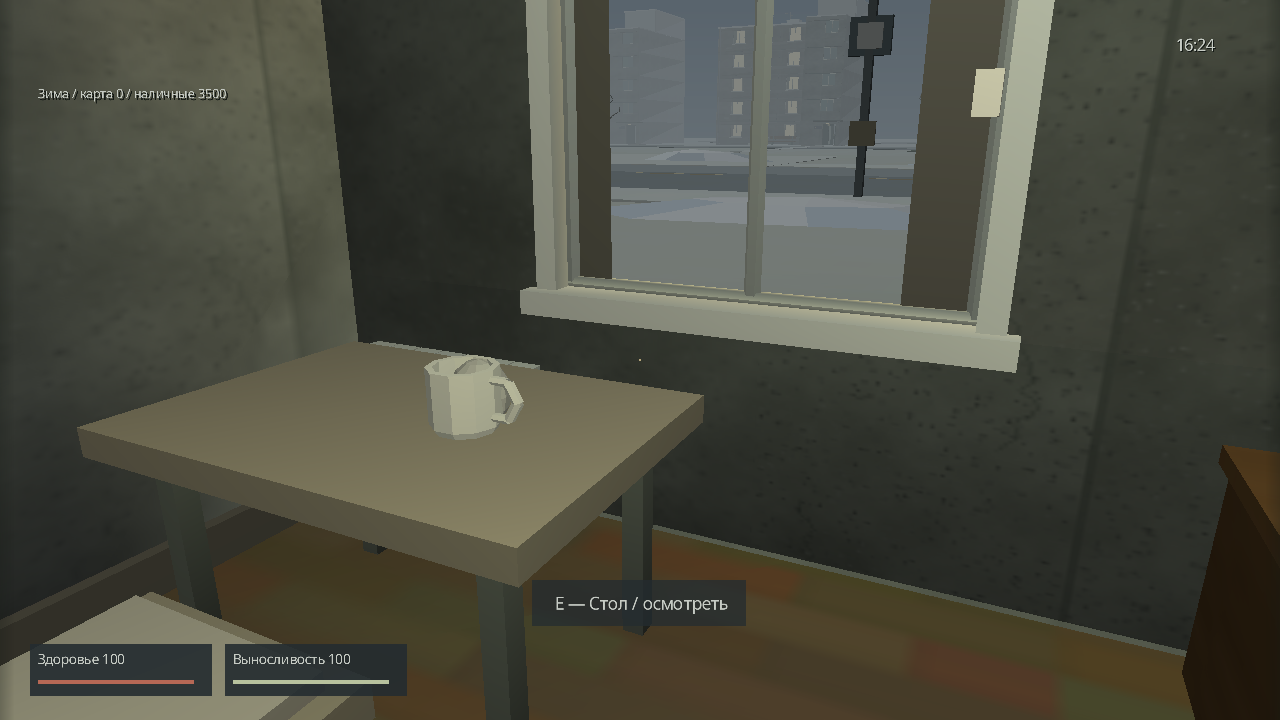 16:24
Зима / карта 0 / наличные 3500
E — Стол / осмотреть
Здоровье 100
Выносливость 100